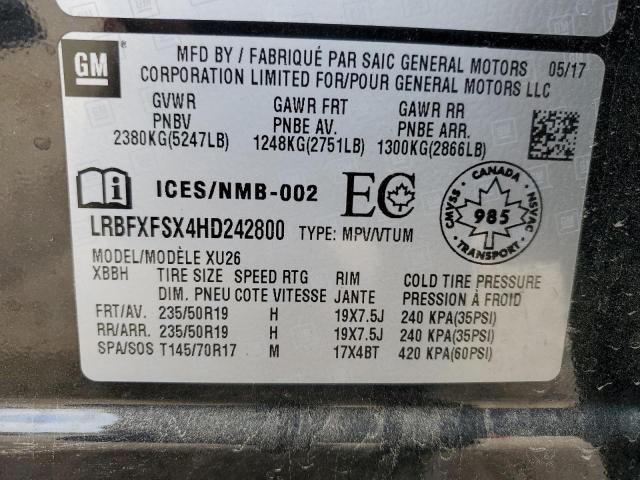 GM
MFD BY / FABRIQUÉ PAR SAIC GENERAL MOTORS 05/17
CORPORATION LIMITED FOR/POUR GENERAL MOTORS LLC
GVWR GAWR FRT GAWR RR
PNBV PNBE AV. PNBE ARR.
2380KG(5247LB) 1248KG(2751LB) 1300KG(2866LB)
ICES/NMB-002 EC
CANADA
CMVSS 985 NSVAC
TRANSPORT
LRBFXFSX4HD242800 TYPE: MPV/VTUM
MODEL/MODÈLE XU26
XBBH TIRE SIZE SPEED RTG RIM COLD TIRE PRESSURE
DIM. PNEU COTE VITESSE JANTE PRESSION À FROID
FRT/AV. 235/50R19 H 19X7.5J 240 KPA(35PSI)
RR/ARR. 235/50R19 H 19X7.5J 240 KPA(35PSI)
SPA/SOS T145/70R17 M 17X4BT 420 KPA(60PSI)